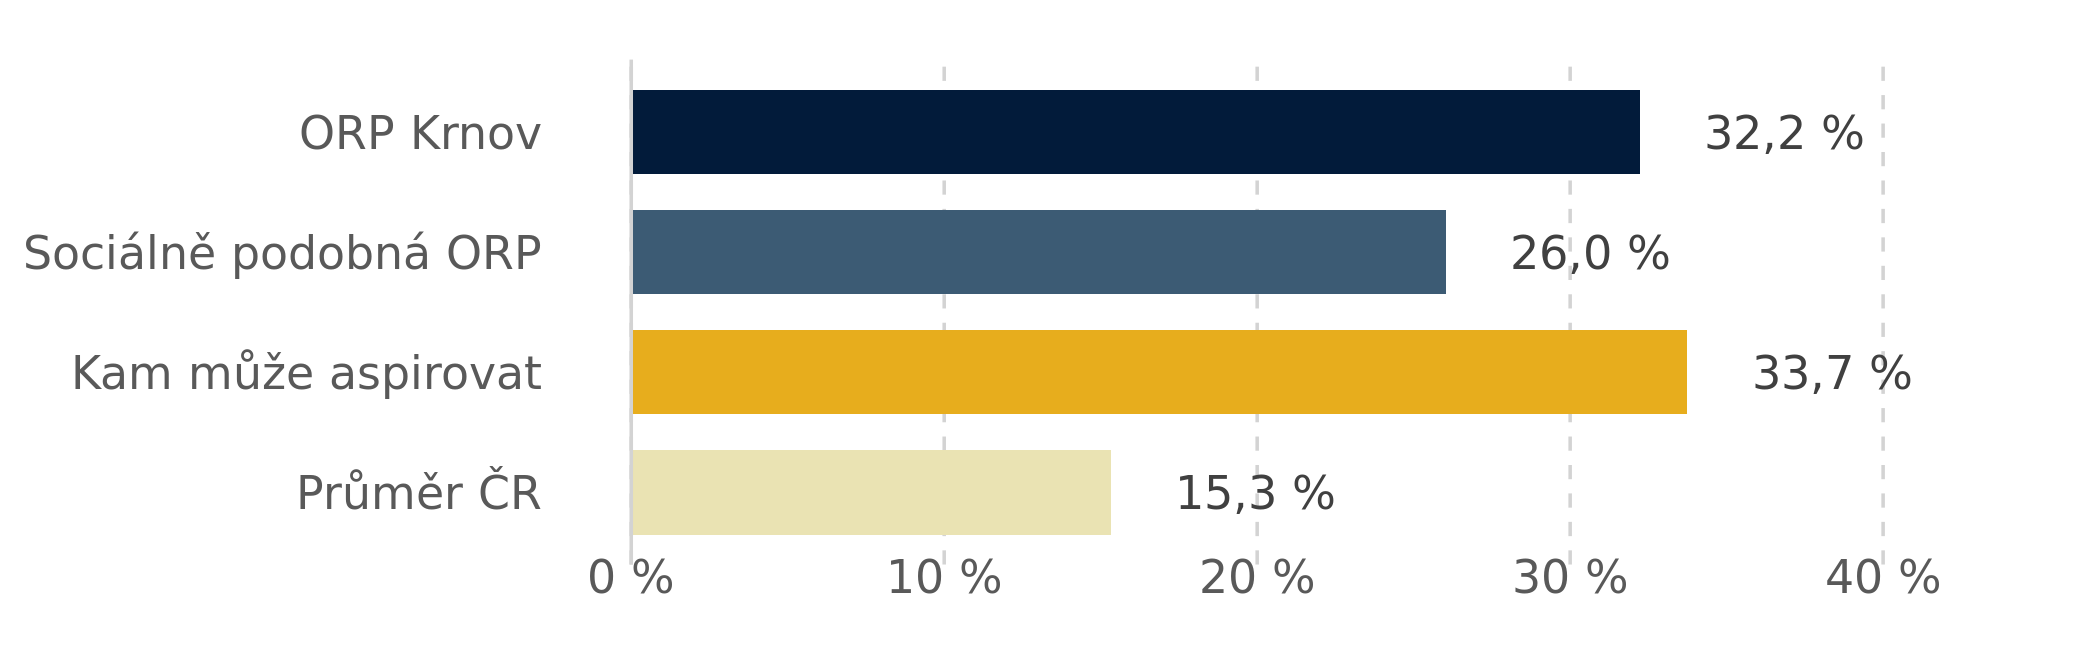 ORP Krnov 32,2 %
Sociálně podobná ORP 26,0 %
Kam může aspirovat 33,7 %
Průměr ČR 15,3 %
0 % 10 % 20 % 30 % 40 %